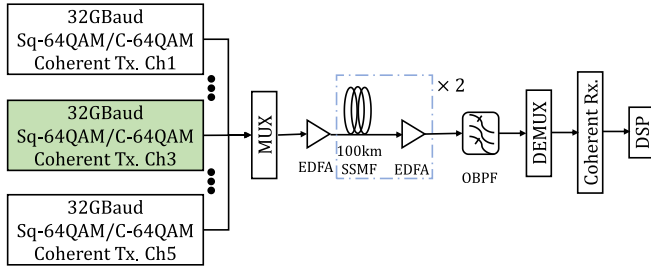 32GBaud
Sq-64QAM/C-64QAM
Coherent Tx. Ch1
32GBaud
Sq-64QAM/C-64QAM
Coherent Tx. Ch3
32GBaud
Sq-64QAM/C-64QAM
Coherent Tx. Ch5
MUX
EDFA
100km
SSMF
EDFA
× 2
OBPF
DEMUX
Coherent Rx.
DSP